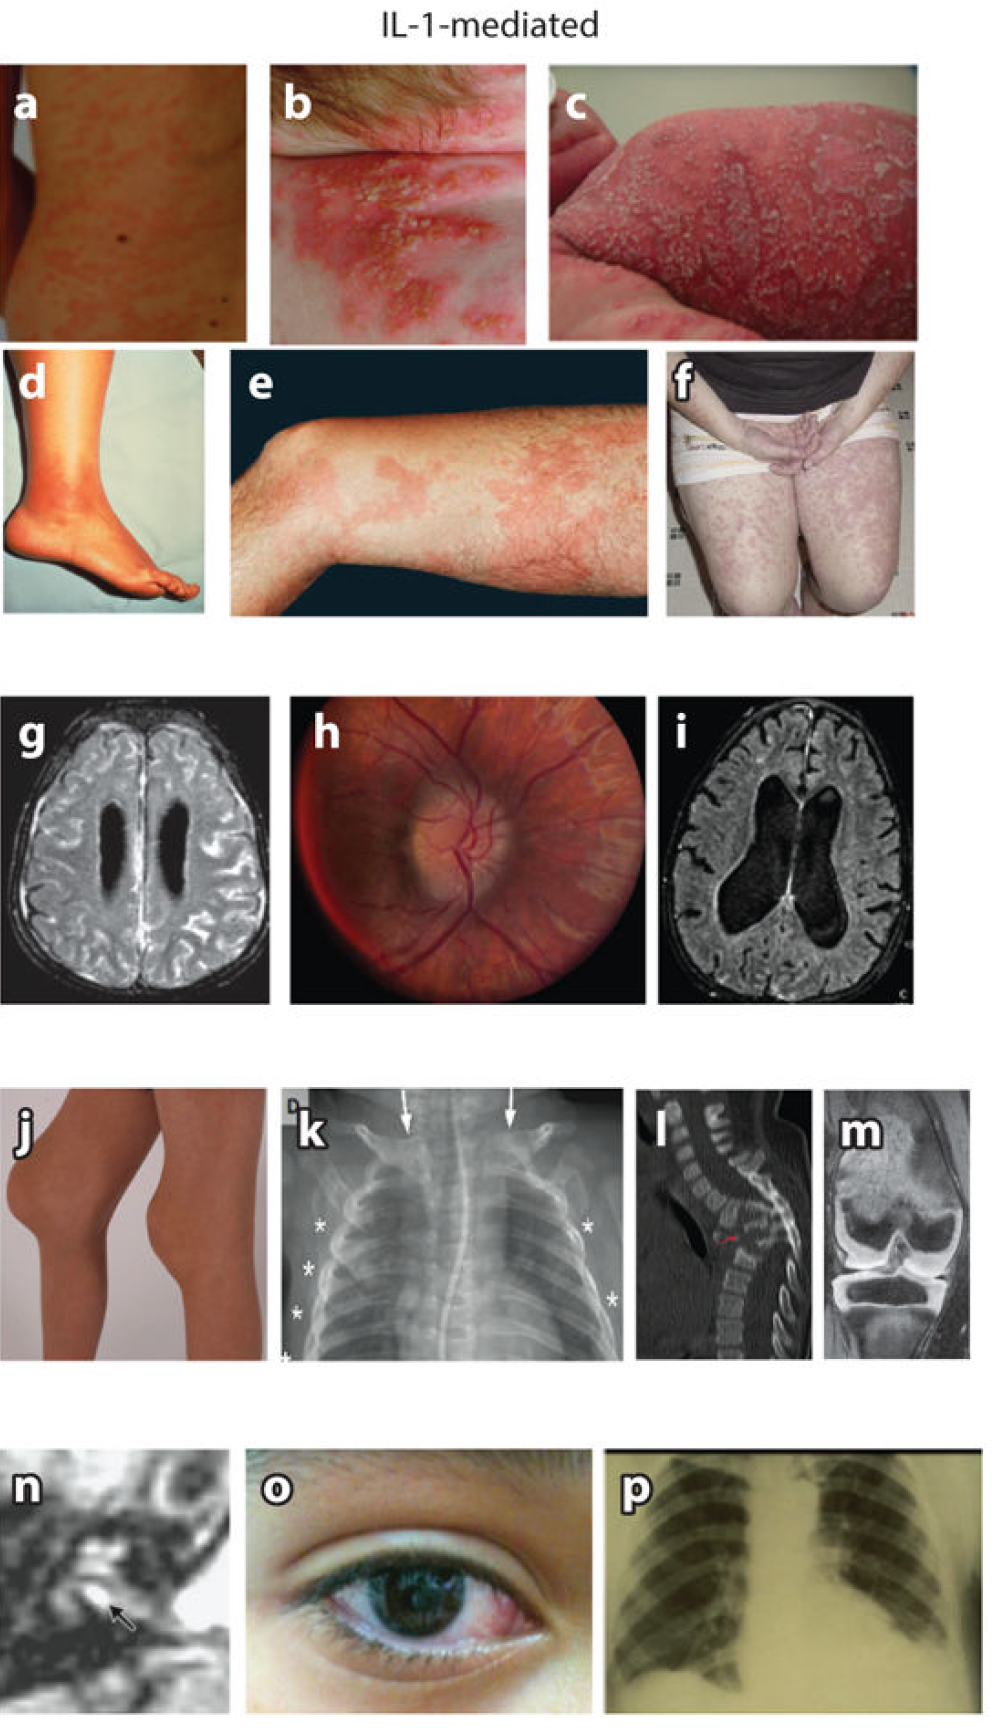 IL-1-mediated
a b c
d e f
g h i
C
D
j k l m
* *
* *
*
*
n o p